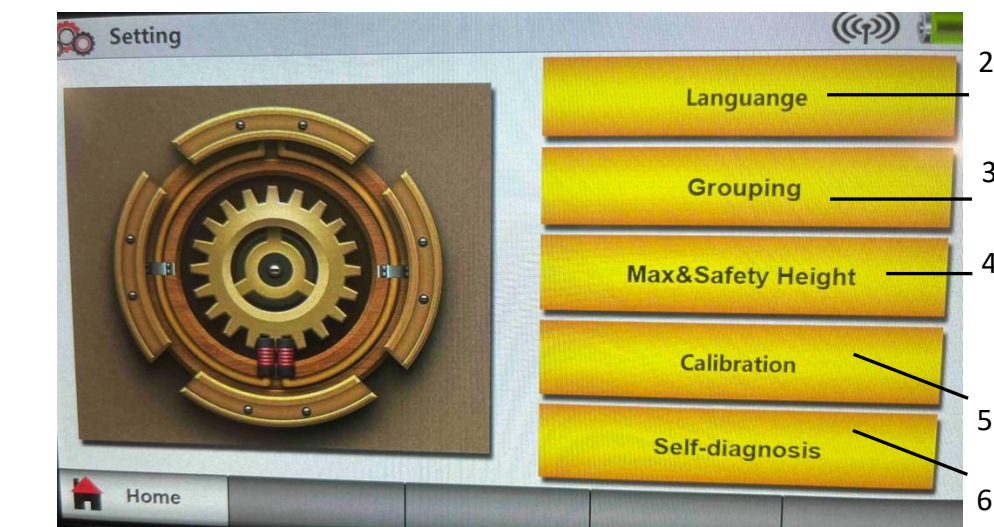 Setting
Languange
2
Grouping
3
Max&Safety Height
4
Calibration
5
Self-diagnosis
6
Home